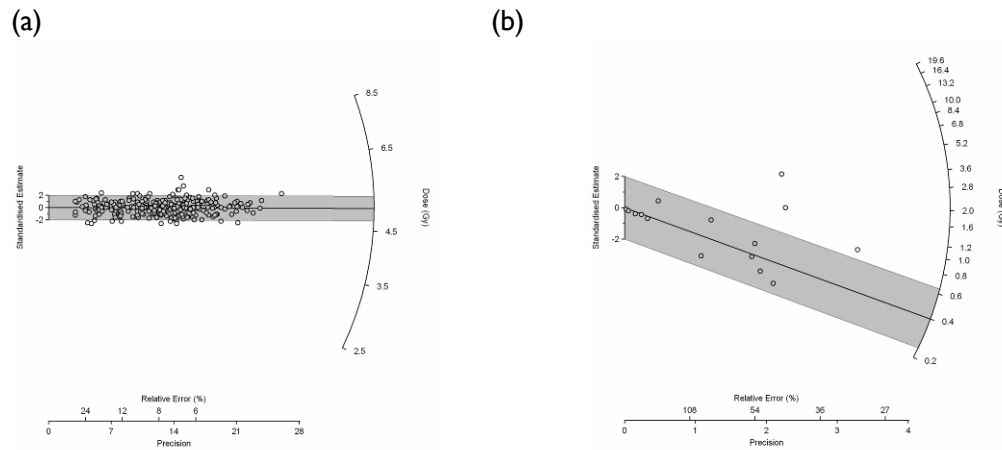 (a)
8.5
6.5
4.5
3.5
2.5
Dose (Gy)
Standardised Estimate
2
0
-2
Relative Error (%)
24 12 8 6
0 7 14 21 28
Precision
(b)
19.6
16.4
13.2
10.0
8.4
6.8
5.2
3.6
2.8
2.0
1.6
1.2
1.0
0.8
0.6
0.4
0.2
Dose (Gy)
Standardised Estimate
2
0
-2
Relative Error (%)
108 54 36 27
0 1 2 3 4
Precision